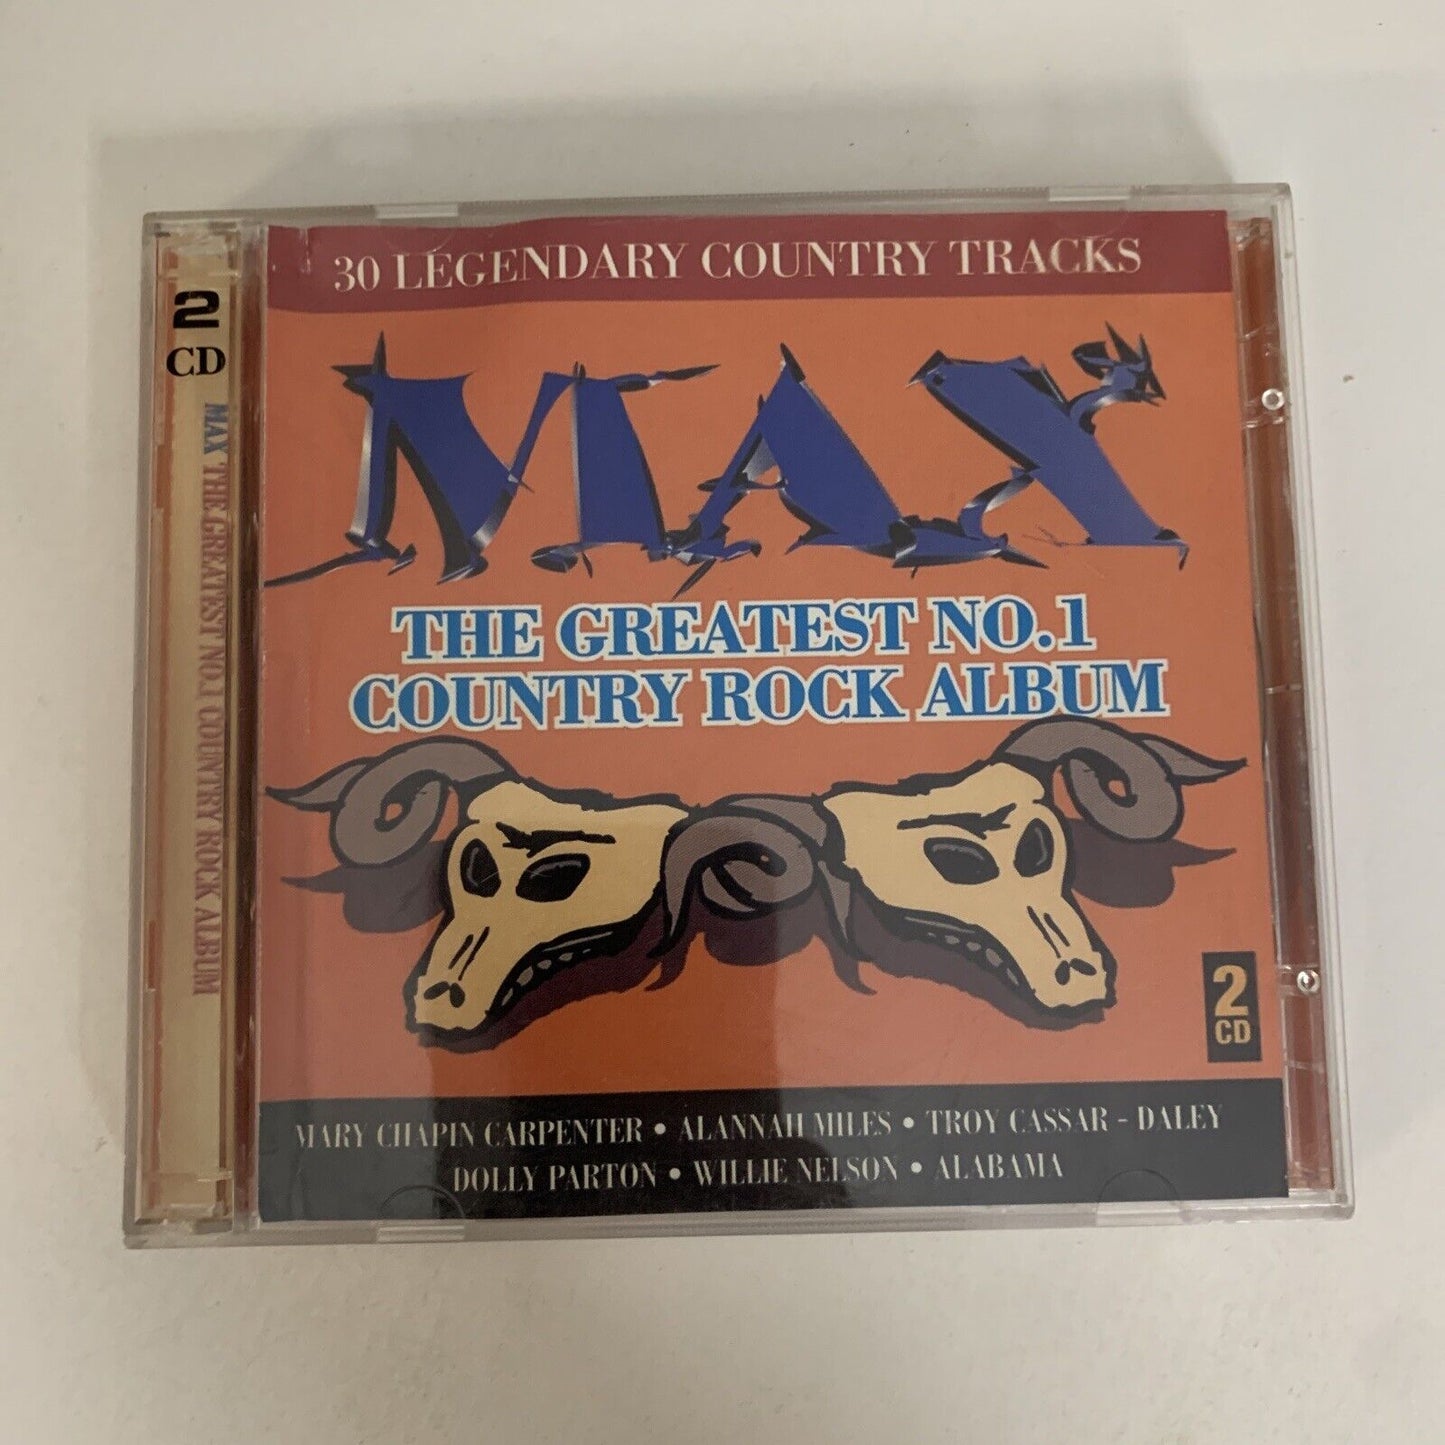 2
CD
MAX THE GREATEST NO.1 COUNTRY ROCK ALBUM
30 LEGENDARY COUNTRY TRACKS
MAX
THE GREATEST NO.1
COUNTRY ROCK ALBUM
2
CD
MARY CHAPIN CARPENTER • ALANNAH MILES • TROY CASSAR - DALEY
DOLLY PARTON • WILLIE NELSON • ALABAMA